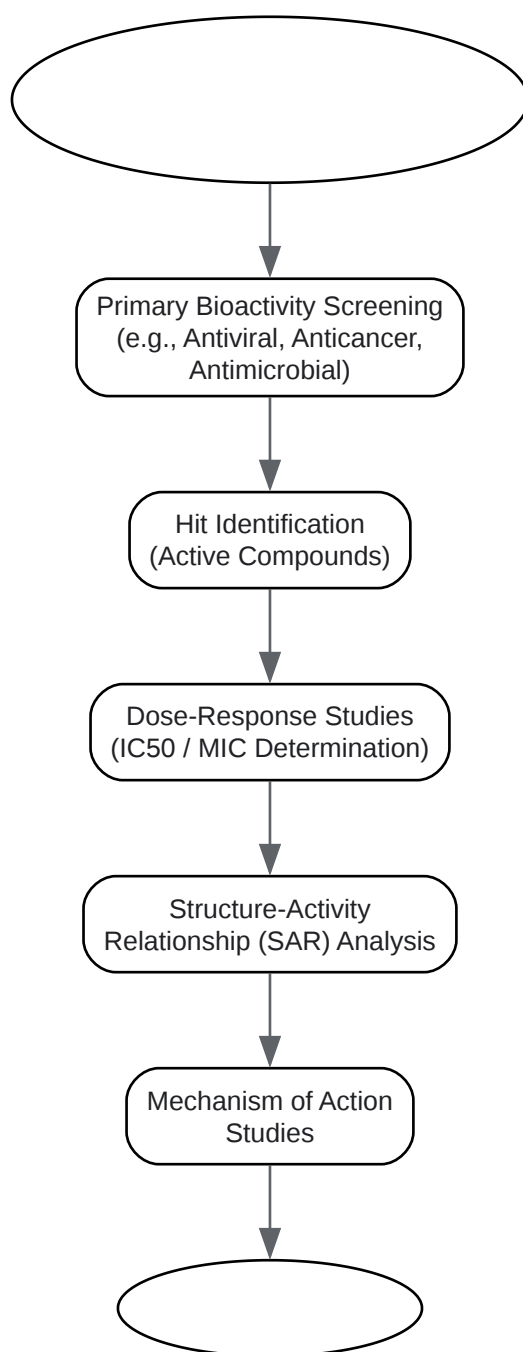 Primary Bioactivity Screening
(e.g., Antiviral, Anticancer,
Antimicrobial)
Hit Identification
(Active Compounds)
Dose-Response Studies
(IC50 / MIC Determination)
Structure-Activity
Relationship (SAR) Analysis
Mechanism of Action
Studies